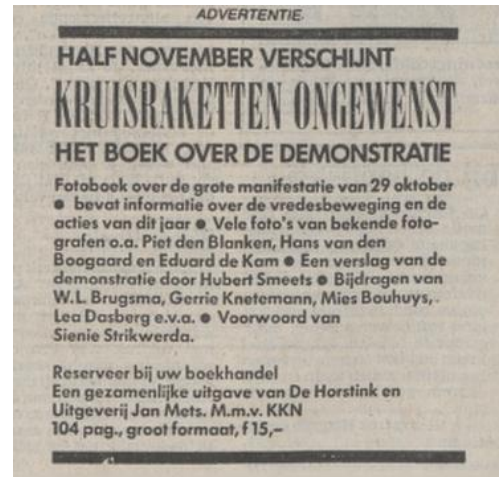 ADVERTENTIE
HALF NOVEMBER VERSCHIJNT
KRUISRAKETTEN ONGEWENST
HET BOEK OVER DE DEMONSTRATIE
Fotoboek over de grote manifestatie van 29 oktober
● bevat informatie over de vredesbeweging en de
acties van dit jaar ● Vele foto's van bekende foto-
grafen o.a. Piet den Blanken, Hans van den
Boogaard en Eduard de Kam ● Een verslag van de
demonstratie door Hubert Smeets ● Bijdragen van
W.L. Brugsma, Gerrie Knetemann, Mies Bouhuys,
Lea Dasberg e.v.a. ● Voorwoord van
Sienie Strikwerda.
Reserveer bij uw boekhandel
Een gezamenlijke uitgave van De Horstink en
Uitgeverij Jan Mets. M.m.v. KKN
104 pag., groot formaat, f 15,–